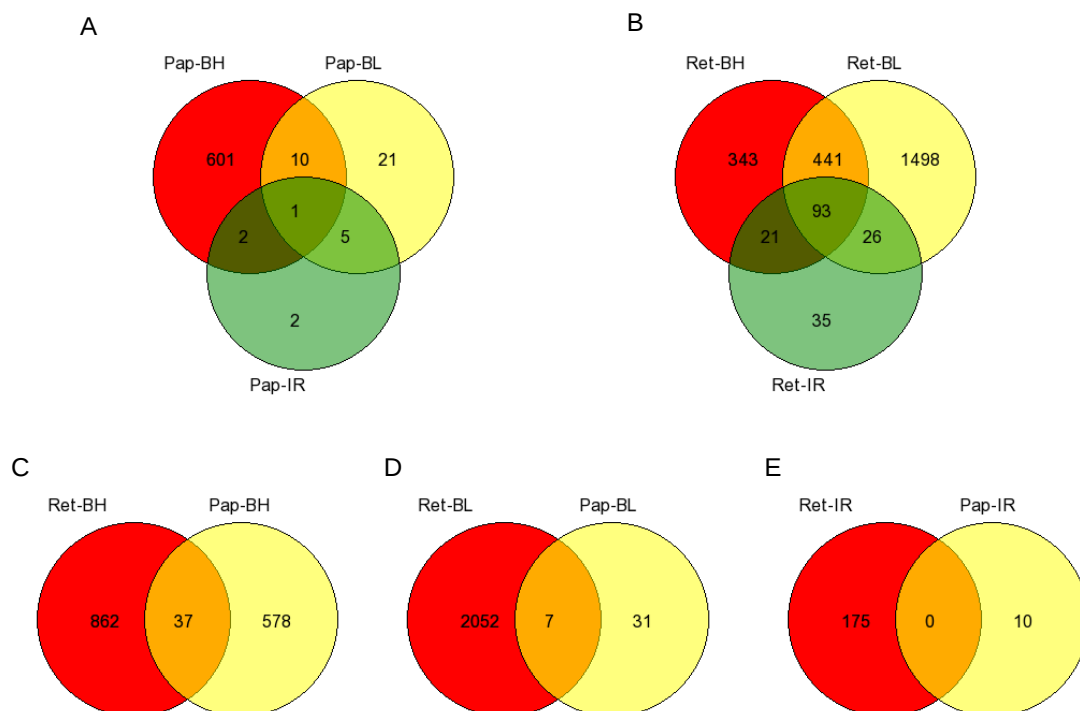 A
B
Pap-BH Pap-BL
Ret-BH Ret-BL
601 10 21
343 441 1498
1
93
2 5
21 26
2
35
Pap-IR
Ret-IR
C
D
E
Ret-BH Pap-BH
Ret-BL Pap-BL
Ret-IR Pap-IR
862 37 578
2052 7 31
175 0 10